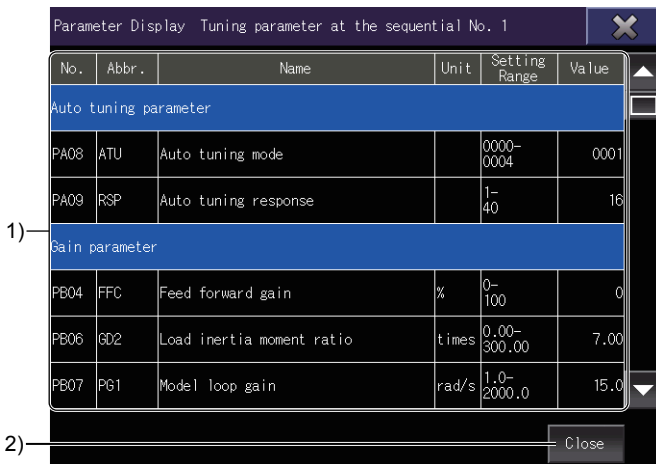 Parameter Display Tuning parameter at the sequential No. 1
No. Abbr. Name Unit Setting Range Value
Auto tuning parameter
PA08 ATU Auto tuning mode 0000-0004 0001
PA09 RSP Auto tuning response 1-40 16
1)
Gain parameter
PB04 FFC Feed forward gain % 0-100 0
PB06 GD2 Load inertia moment ratio times 0.00-300.00 7.00
PB07 PG1 Model loop gain rad/s 1.0-2000.0 15.0
2)
Close